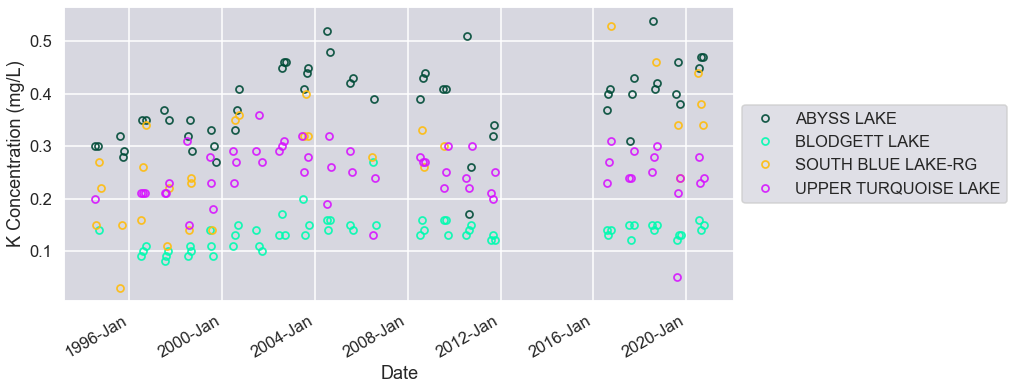 K Concentration (mg/L)
0.5
0.4
0.3
0.2
0.1
1996-Jan
2000-Jan
2004-Jan
2008-Jan
2012-Jan
2016-Jan
2020-Jan
Date
ABYSS LAKE
BLODGETT LAKE
SOUTH BLUE LAKE-RG
UPPER TURQUOISE LAKE